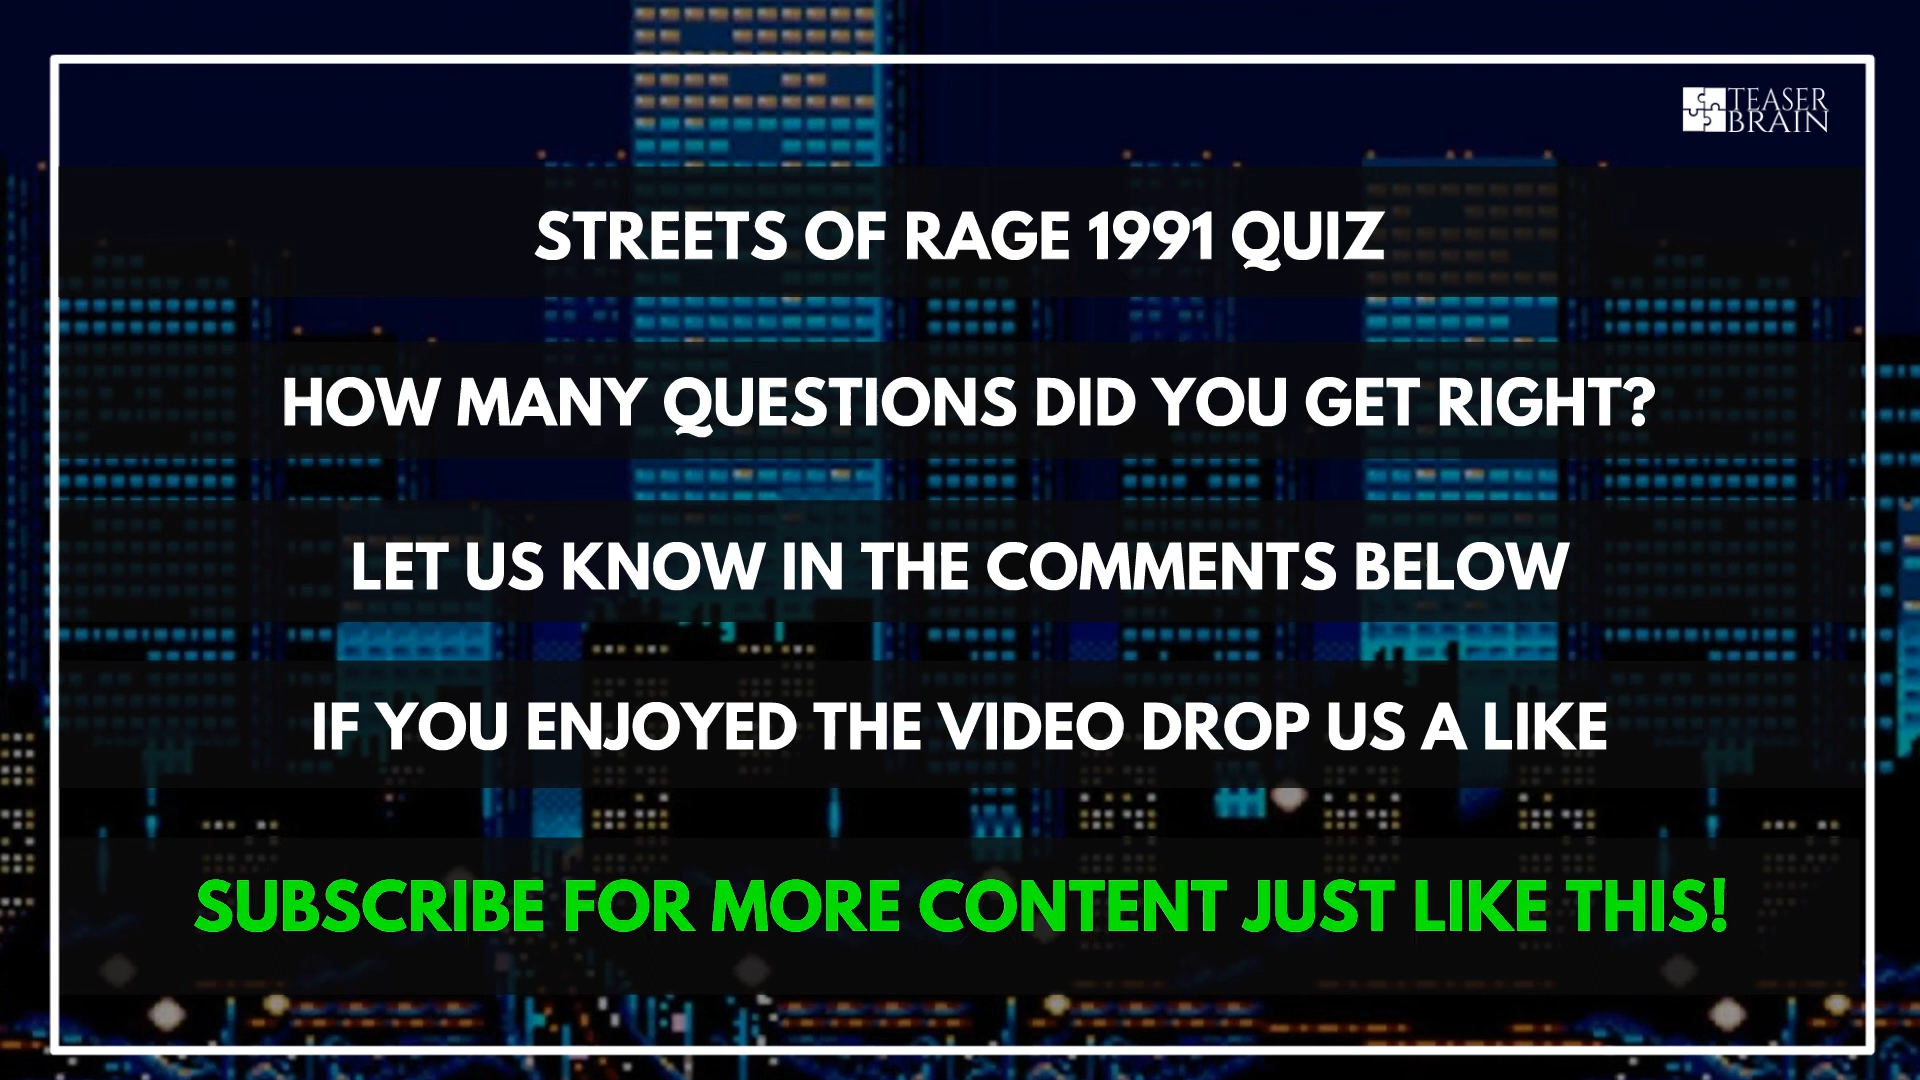 TEASER
BRAIN
STREETS OF RAGE 1991 QUIZ
HOW MANY QUESTIONS DID YOU GET RIGHT?
LET US KNOW IN THE COMMENTS BELOW
IF YOU ENJOYED THE VIDEO DROP US A LIKE
SUBSCRIBE FOR MORE CONTENT JUST LIKE THIS!